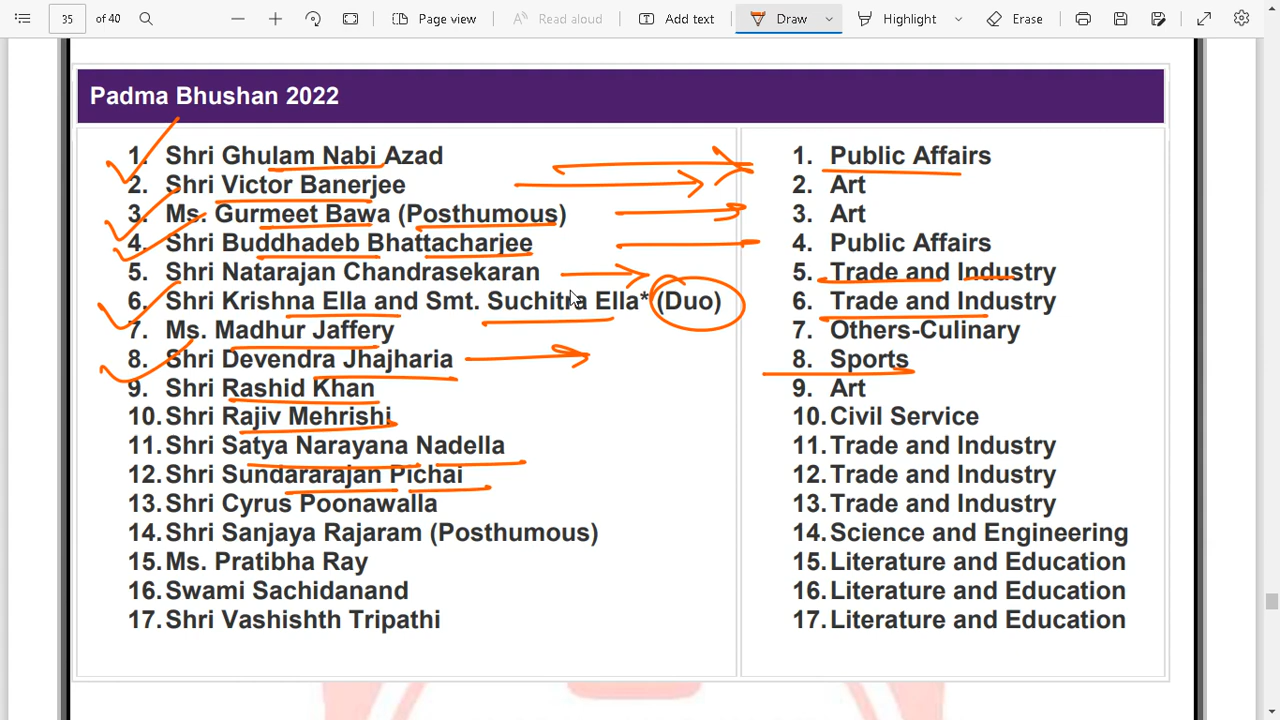 35 of 40 Page view Read aloud Add text Draw Highlight Erase
Padma Bhushan 2022
1. Shri Ghulam Nabi Azad 1. Public Affairs
2. Shri Victor Banerjee 2. Art
3. Ms. Gurmeet Bawa (Posthumous) 3. Art
4. Shri Buddhadeb Bhattacharjee 4. Public Affairs
5. Shri Natarajan Chandrasekaran 5. Trade and Industry
6. Shri Krishna Ella and Smt. Suchitra Ella* (Duo) 6. Trade and Industry
7. Ms. Madhur Jaffery 7. Others-Culinary
8. Shri Devendra Jhajharia 8. Sports
9. Shri Rashid Khan 9. Art
10. Shri Rajiv Mehrishi 10. Civil Service
11. Shri Satya Narayana Nadella 11. Trade and Industry
12. Shri Sundararajan Pichai 12. Trade and Industry
13. Shri Cyrus Poonawalla 13. Trade and Industry
14. Shri Sanjaya Rajaram (Posthumous) 14. Science and Engineering
15. Ms. Pratibha Ray 15. Literature and Education
16. Swami Sachidanand 16. Literature and Education
17. Shri Vashishth Tripathi 17. Literature and Education